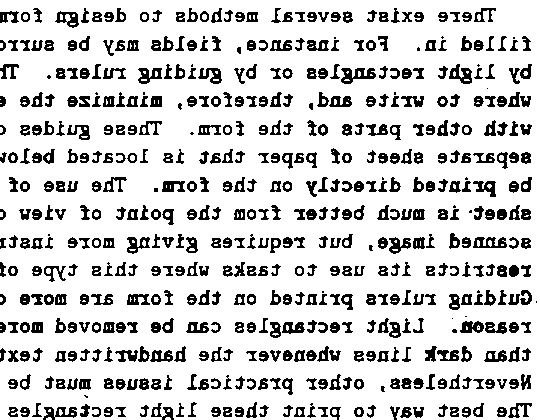 There exist several methods to design form
filled in. For instance, fields may be surro
by light rectangles or by guiding rulers. Th
where to write and, therefore, minimize the
with other parts of the form. These guides
separate sheet of paper that is located below
be printed directly on the form. The use of
sheet is much better from the point of view o
scanned image, but requires giving more instr
restricts its use to tasks where this type of
Guiding rulers printed on the form are more
reason. Light rectangles can be removed more
than dark lines whenever the handwritten text
Nevertheless, other practical issues must be
The best way to print these light rectangles